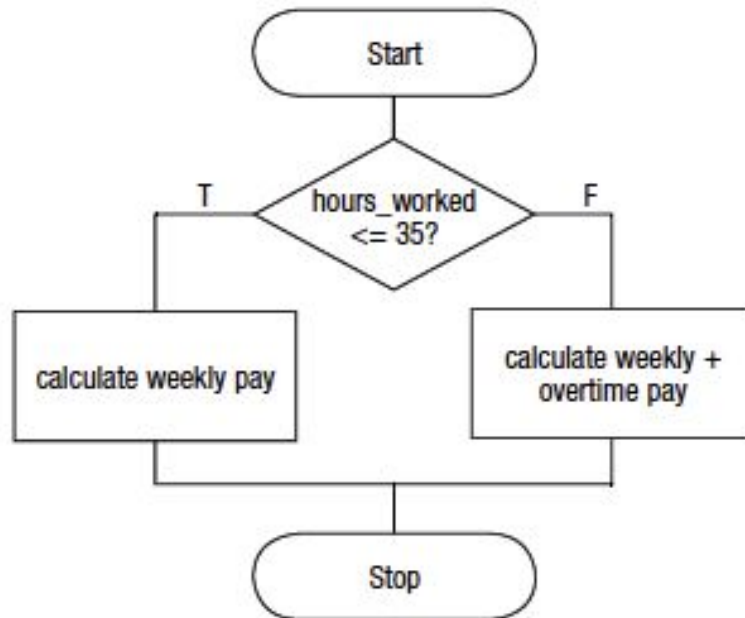 Start
T
hours_worked
<= 35?
F
calculate weekly pay
calculate weekly +
overtime pay
Stop